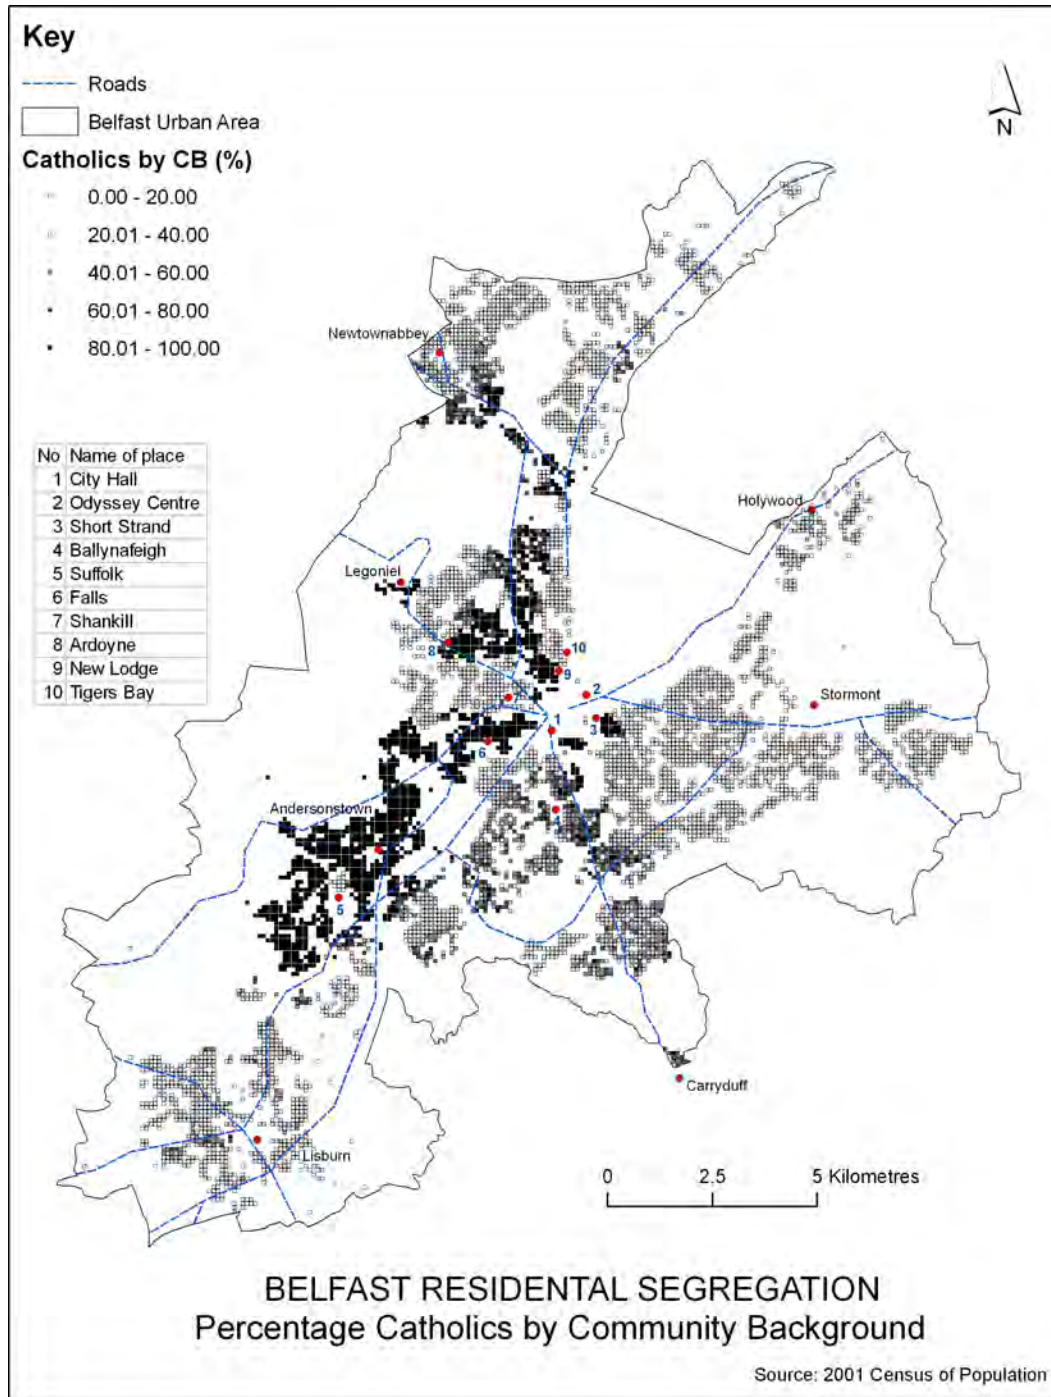 Key
Roads
Belfast Urban Area
Catholics by CB (%)
0.00 - 20.00
20.01 - 40.00
40.01 - 60.00
60.01 - 80.00
80.01 - 100.00
N
Newtownabbey
No Name of place
1 City Hall
2 Odyssey Centre
3 Short Strand
4 Ballynafeigh
5 Suffolk
6 Falls
7 Shankill
8 Ardoyne
9 New Lodge
10 Tigers Bay
Holywood
Legoniel
8
10
9
7
2
Stormont
1
3
6
Andersonstown
4
5
Carryduff
Lisburn
0 2.5 5 Kilometres
BELFAST RESIDENTAL SEGREGATION
Percentage Catholics by Community Background
Source: 2001 Census of Population